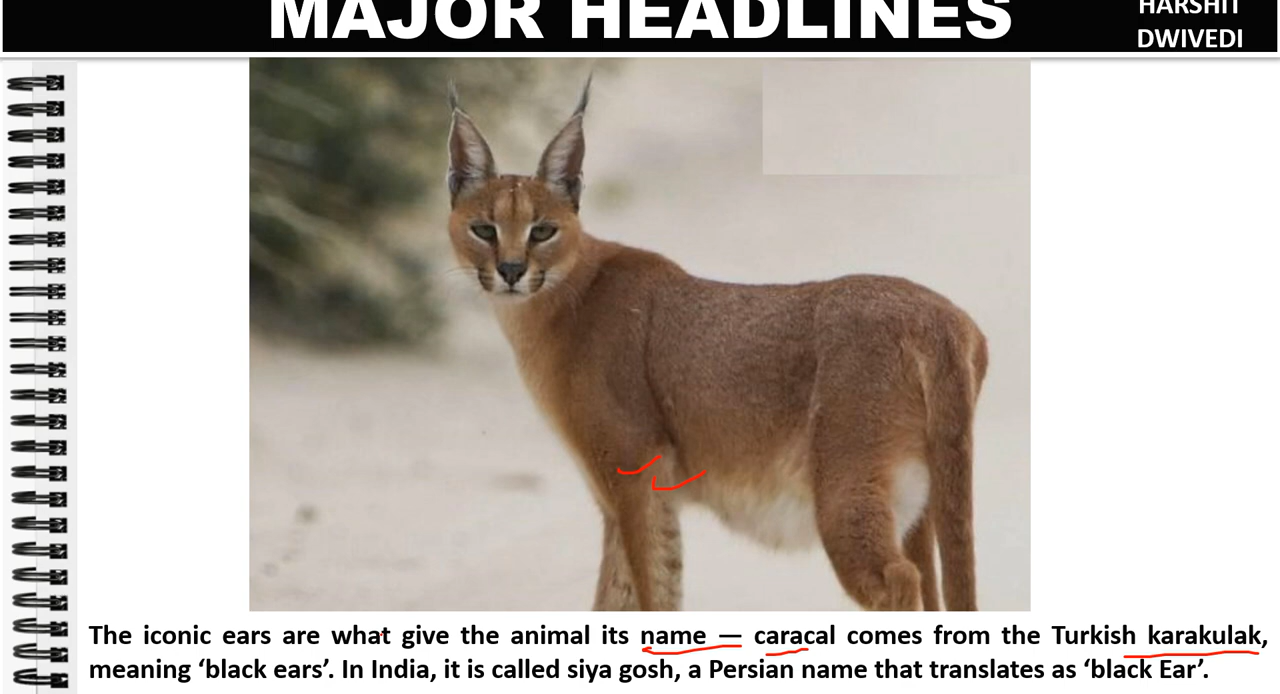 MAJOR HEADLINES
HARSHIT
DWIVEDI
The iconic ears are what give the animal its name — caracal comes from the Turkish karakulak,
meaning ‘black ears’. In India, it is called siya gosh, a Persian name that translates as ‘black Ear’.